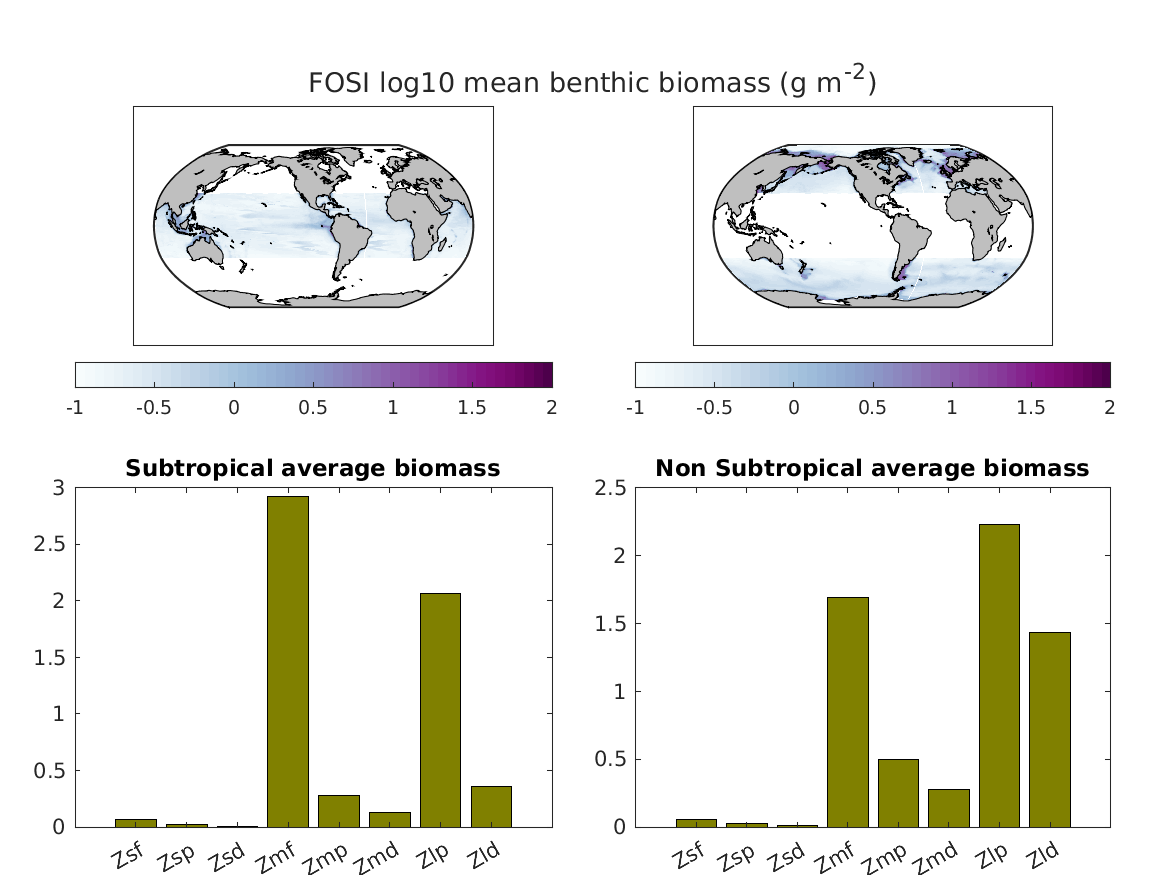 FOSI log10 mean benthic biomass (g m-2)
-1 -0.5 0 0.5 1 1.5 2
-1 -0.5 0 0.5 1 1.5 2
Subtropical average biomass
3
2.5
2
1.5
1
0.5
0
Zsf Zsp Zsd Zmf Zmp Zmd Zlp Zld
Non Subtropical average biomass
2.5
2
1.5
1
0.5
0
Zsf Zsp Zsd Zmf Zmp Zmd Zlp Zld